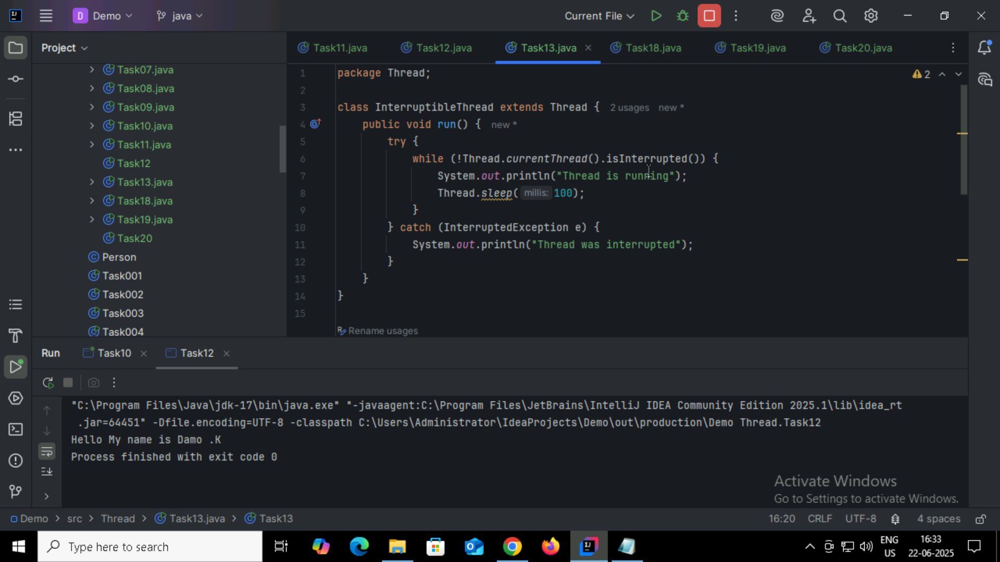 D Demo java Current File
Project
Task11.java Task12.java Task13.java Task18.java Task19.java Task20.java
Task07.java
Task08.java
Task09.java
Task10.java
Task11.java
Task12
Task13.java
Task18.java
Task19.java
Task20
Person
Task001
Task002
Task003
Task004
2
1 package Thread;
2
3 class InterruptibleThread extends Thread { 2 usages new *
4 public void run() { new *
5 try {
6 while (!Thread.currentThread().isInterrupted()) {
7 System.out.println("Thread is running");
8 Thread.sleep( millis: 100);
9 }
10 } catch (InterruptedException e) {
11 System.out.println("Thread was interrupted");
12 }
13 }
14 }
15
Rename usages
Run Task10 Task12
"C:\Program Files\Java\jdk-17\bin\java.exe" "-javaagent:C:\Program Files\JetBrains\IntelliJ IDEA Community Edition 2025.1\lib\idea_rt
.jar=64451" -Dfile.encoding=UTF-8 -classpath C:\Users\Administrator\IdeaProjects\Demo\out\production\Demo Thread.Task12
Hello My name is Damo .K
Process finished with exit code 0
Activate Windows
Go to Settings to activate Windows.
Demo > src > Thread > Task13.java > Task13 16:20 CRLF UTF-8 4 spaces
Type here to search
ENG
US
16:33
22-06-2025